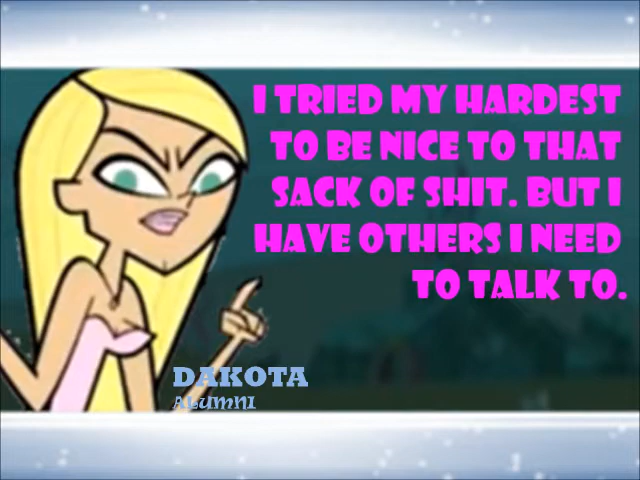 I TRIED MY HARDEST
TO BE NICE TO THAT
SACK OF SHIT. BUT I
HAVE OTHERS I NEED
TO TALK TO.
DAKOTA
ALUMNI